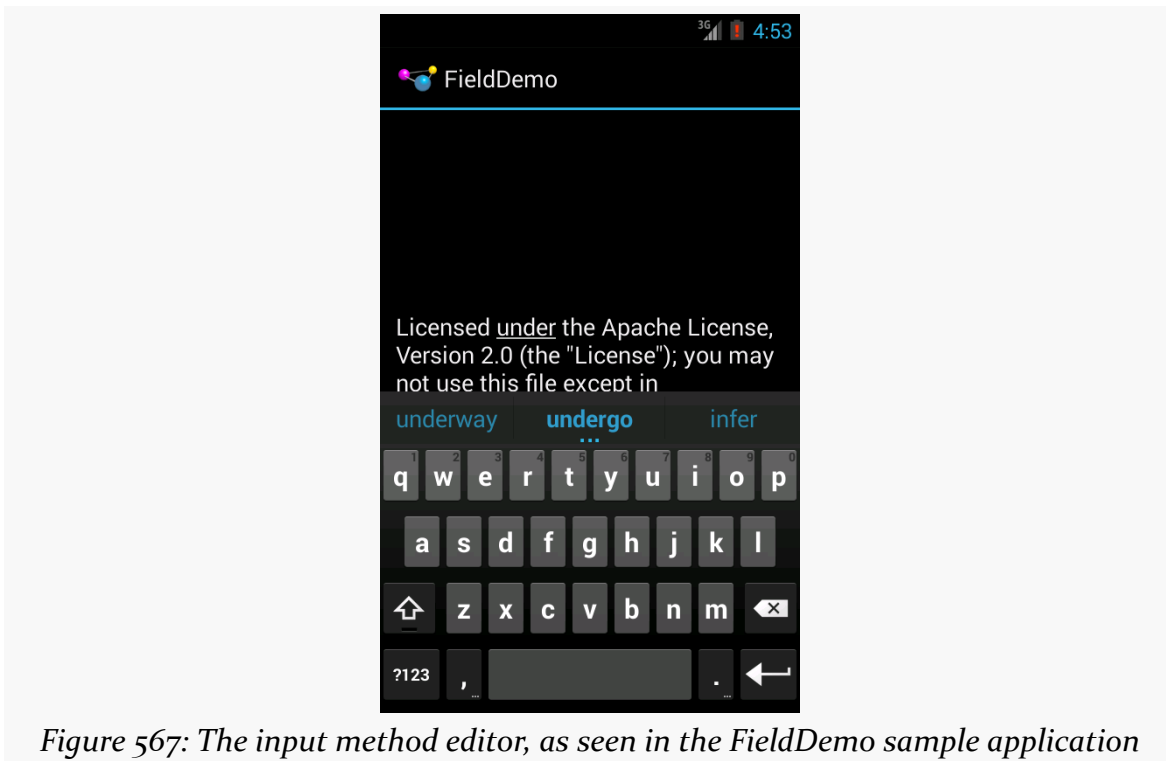 3G 4:53
FieldDemo
Licensed under the Apache License,
Version 2.0 (the "License"); you may
not use this file except in
underway undergo infer
1 2 3 4 5 6 7 8 9 0
q w e r t y u i o p
a s d f g h j k l
z x c v b n m
?123 , ... . ...
Figure 567: The input method editor, as seen in the FieldDemo sample application